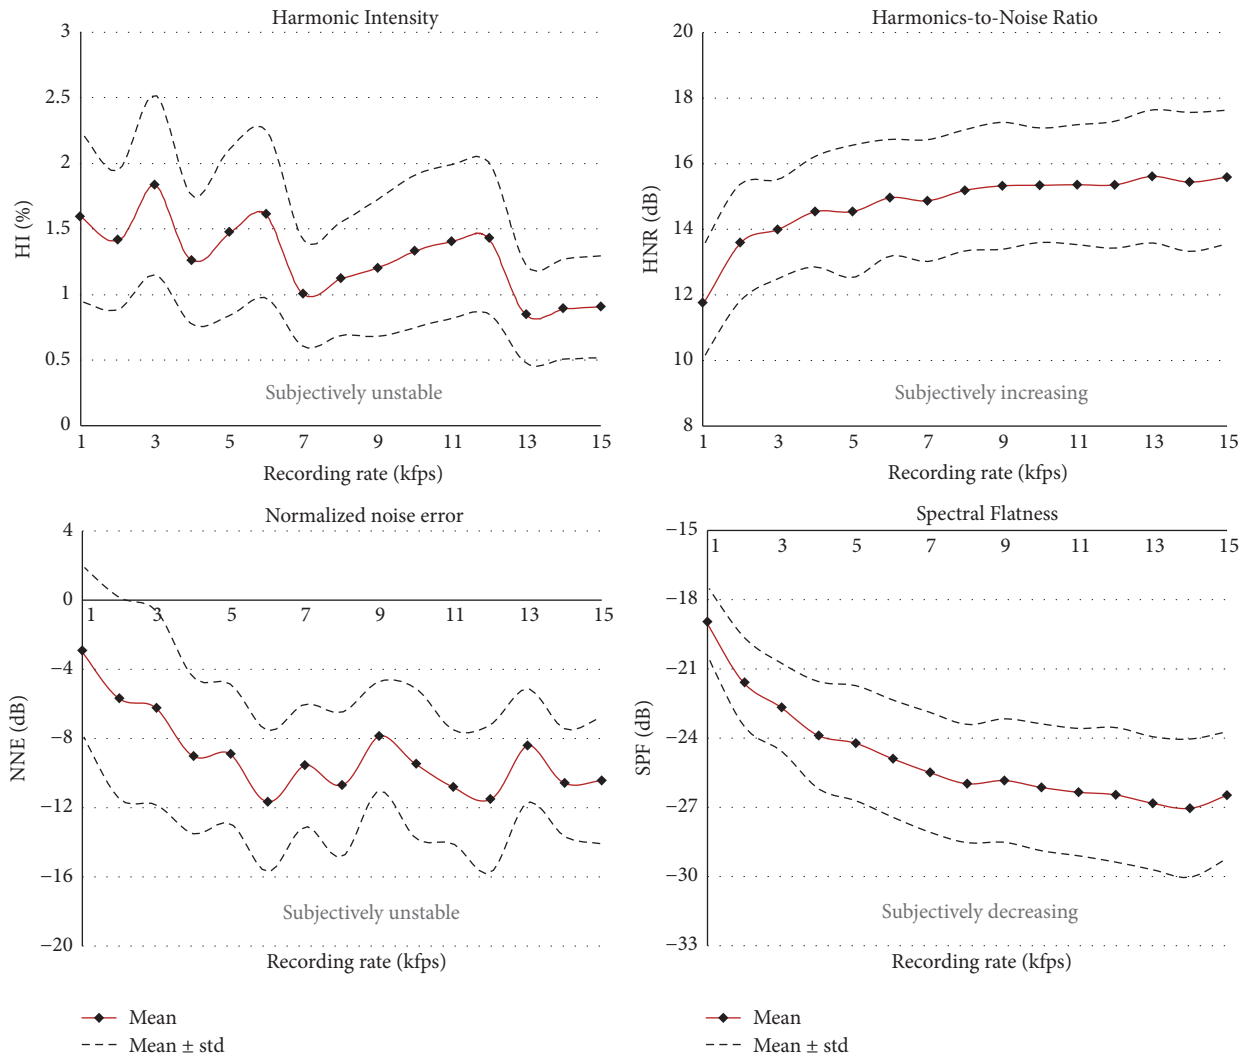 Harmonic Intensity
3
2.5
2
1.5
1
0.5
0
HI (%)
Subjectively unstable
1 3 5 7 9 11 13 15
Recording rate (kfps)
Harmonics-to-Noise Ratio
20
18
16
14
12
10
8
HNR (dB)
Subjectively increasing
1 3 5 7 9 11 13 15
Recording rate (kfps)
Normalized noise error
4
0
−4
−8
−12
−16
−20
NNE (dB)
1 3 5 7 9 11 13 15
Subjectively unstable
Recording rate (kfps)
Mean
Mean ± std
Spectral Flatness
−15
−18
−21
−24
−27
−30
−33
SPF (dB)
1 3 5 7 9 11 13 15
Subjectively decreasing
Recording rate (kfps)
Mean
Mean ± std